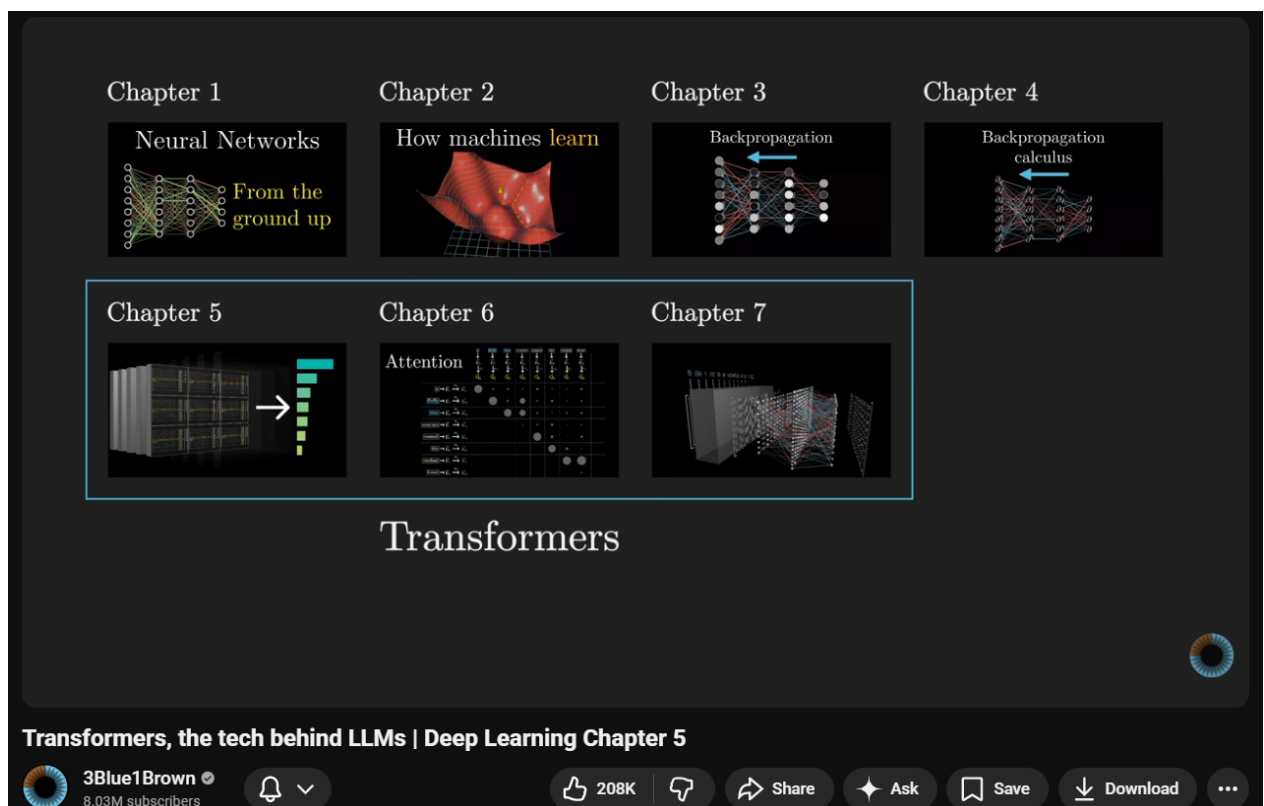 Chapter 1
Chapter 2
Chapter 3
Chapter 4
Neural Networks
From the
ground up
How machines learn
Backpropagation
Backpropagation
calculus
Chapter 5
Chapter 6
Chapter 7
Attention
Transformers
Transformers, the tech behind LLMs | Deep Learning Chapter 5
3Blue1Brown
8.03M subscribers
208K
Share
Ask
Save
Download